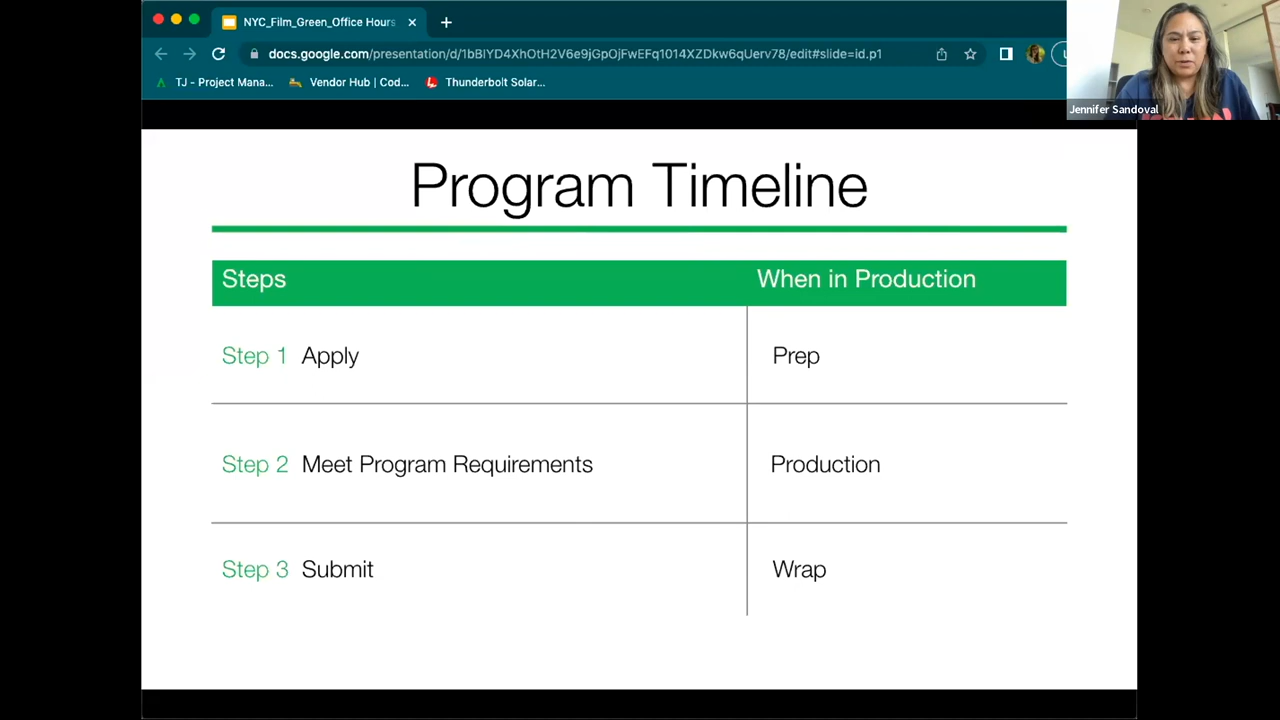 NYC_Film_Green_Office Hours
docs.google.com/presentation/d/1bBIYD4XhOtH2V6e9jGpOjFwEFq1014XZDkw6qUerv78/edit#slide=id.p1
TJ - Project Mana... Vendor Hub | Cod... Thunderbolt Solar...
Jennifer Sandoval
Program Timeline
Steps When in Production
Step 1 Apply Prep
Step 2 Meet Program Requirements Production
Step 3 Submit Wrap